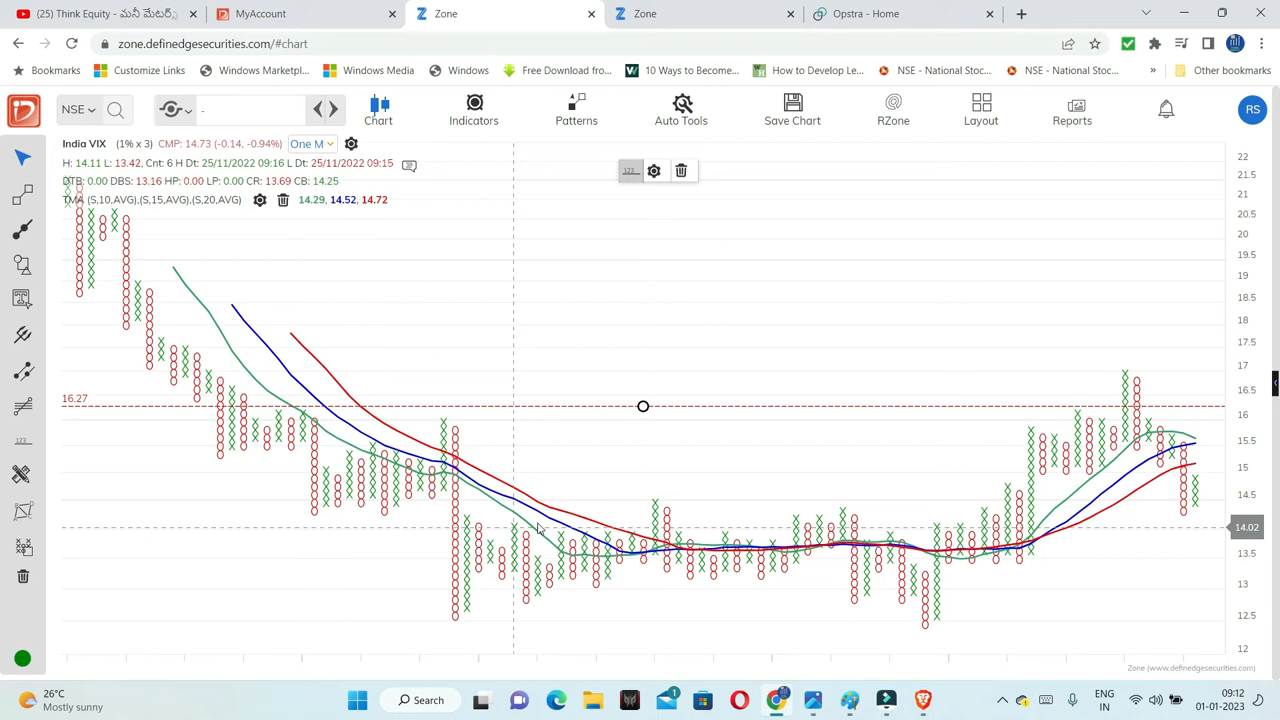 (25) Think Equity - మనీ మేటర్స్
MyAccount
Zone
Zone
Opstra - Home
zone.definedgesecurities.com/#chart
Bookmarks
Customize Links
Windows Marketpl...
Windows Media
Windows
Free Download fro...
10 Ways to Become...
How to Develop Le...
NSE - National Stoc...
NSE - National Stoc...
»
Other bookmarks
NSE
-
Chart
Indicators
Patterns
Auto Tools
Save Chart
RZone
Layout
Reports
RS
India VIX (1% x 3) CMP: 14.73 (-0.14, -0.94%) One M
H: 14.11 L: 13.42, Cnt: 6 H Dt: 25/11/2022 09:16 L Dt: 25/11/2022 09:15
DTB: 0.00 DBS: 13.16 HP: 0.00 LP: 0.00 CR: 13.69 CB: 14.25
TMA (S,10,AVG),(S,15,AVG),(S,20,AVG) 14.29, 14.52, 14.72
123
123
16.27
22
21.5
21
20.5
20
19.5
19
18.5
18
17.5
17
16.5
16
15.5
15
14.5
14.02
13.5
13
12.5
12
Zone (www.definedgesecurities.com)
26°C
Mostly sunny
Search
1
ENG
IN
09:12
01-01-2023